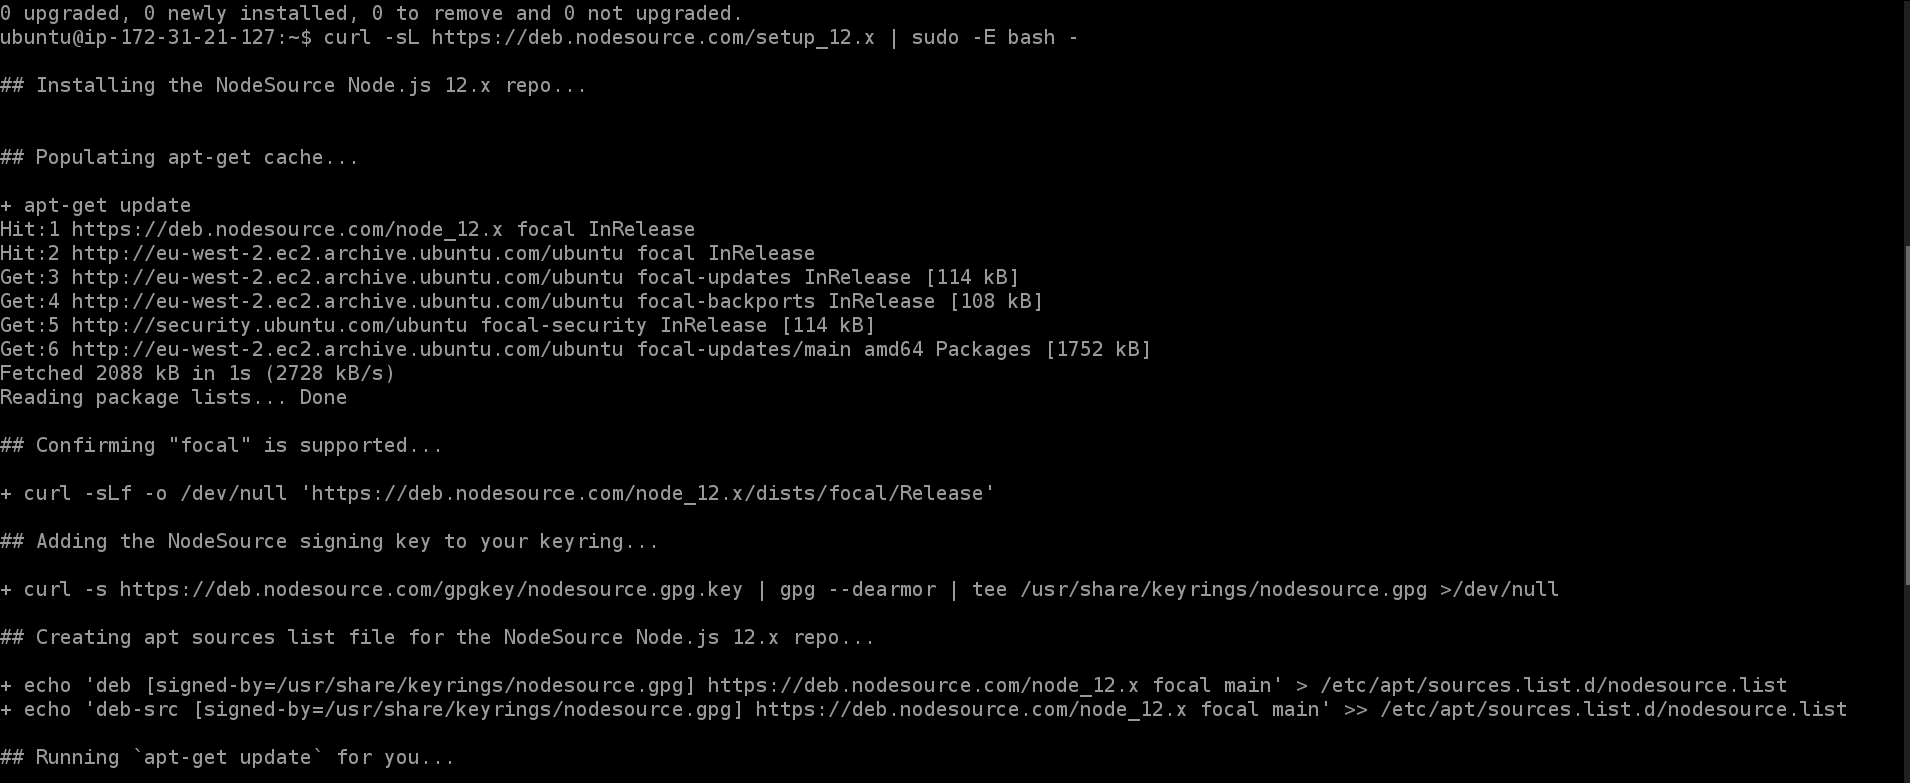 0 upgraded, 0 newly installed, 0 to remove and 0 not upgraded.
ubuntu@ip-172-31-21-127:~$ curl -sL https://deb.nodesource.com/setup_12.x | sudo -E bash -
## Installing the NodeSource Node.js 12.x repo...
## Populating apt-get cache...
+ apt-get update
Hit:1 https://deb.nodesource.com/node_12.x focal InRelease
Hit:2 http://eu-west-2.ec2.archive.ubuntu.com/ubuntu focal InRelease
Get:3 http://eu-west-2.ec2.archive.ubuntu.com/ubuntu focal-updates InRelease [114 kB]
Get:4 http://eu-west-2.ec2.archive.ubuntu.com/ubuntu focal-backports InRelease [108 kB]
Get:5 http://security.ubuntu.com/ubuntu focal-security InRelease [114 kB]
Get:6 http://eu-west-2.ec2.archive.ubuntu.com/ubuntu focal-updates/main amd64 Packages [1752 kB]
Fetched 2088 kB in 1s (2728 kB/s)
Reading package lists... Done
## Confirming "focal" is supported...
+ curl -sLf -o /dev/null 'https://deb.nodesource.com/node_12.x/dists/focal/Release'
## Adding the NodeSource signing key to your keyring...
+ curl -s https://deb.nodesource.com/gpgkey/nodesource.gpg.key | gpg --dearmor | tee /usr/share/keyrings/nodesource.gpg >/dev/null
## Creating apt sources list file for the NodeSource Node.js 12.x repo...
+ echo 'deb [signed-by=/usr/share/keyrings/nodesource.gpg] https://deb.nodesource.com/node_12.x focal main' > /etc/apt/sources.list.d/nodesource.list
+ echo 'deb-src [signed-by=/usr/share/keyrings/nodesource.gpg] https://deb.nodesource.com/node_12.x focal main' >> /etc/apt/sources.list.d/nodesource.list
## Running `apt-get update` for you...